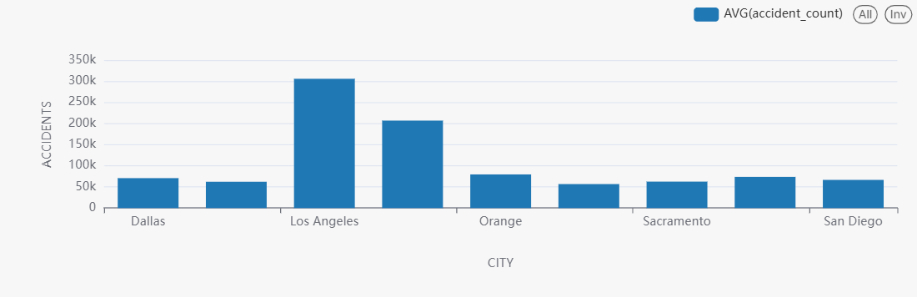 AVG(accident_count) All Inv
350k
300k
250k
200k
150k
100k
50k
0
ACCIDENTS
Dallas Los Angeles Orange Sacramento San Diego
CITY